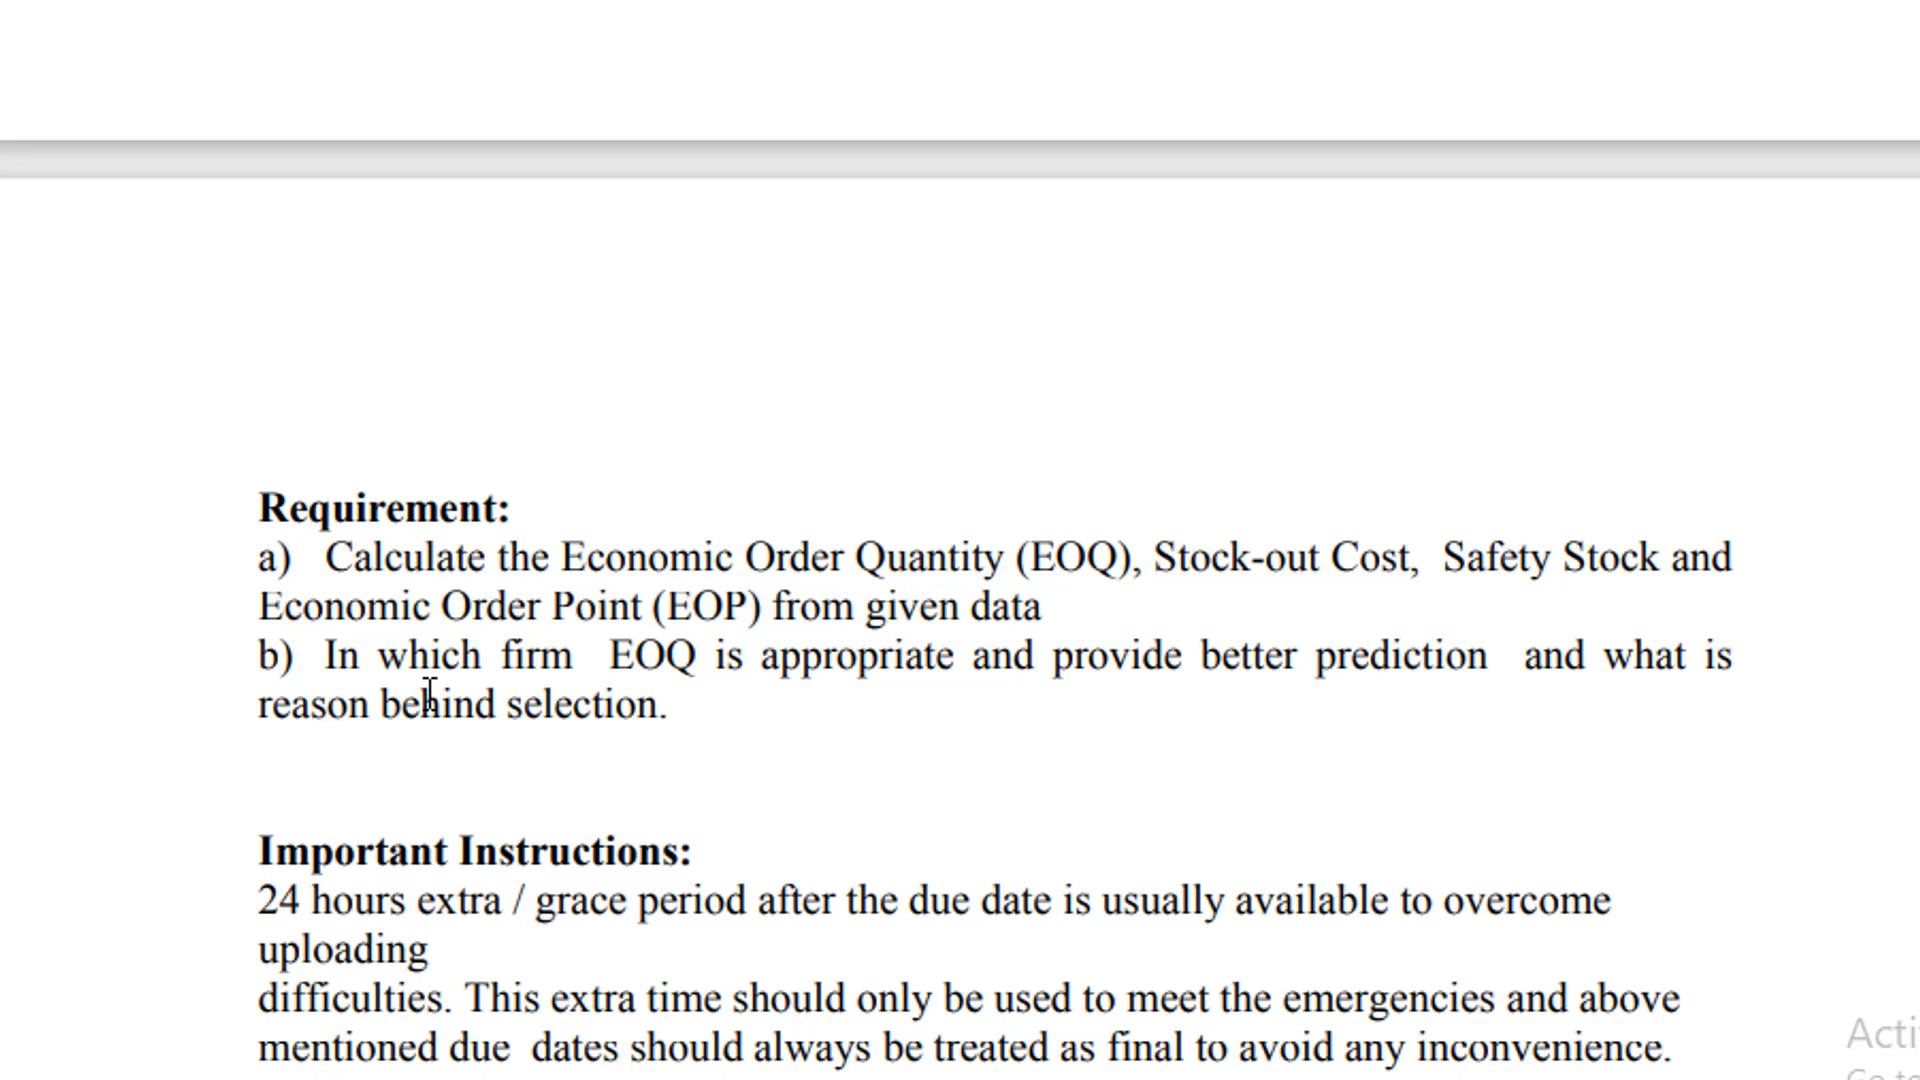 Requirement:
a) Calculate the Economic Order Quantity (EOQ), Stock-out Cost, Safety Stock and
Economic Order Point (EOP) from given data
b) In which firm EOQ is appropriate and provide better prediction and what is
reason behind selection.
Important Instructions:
24 hours extra / grace period after the due date is usually available to overcome
uploading
difficulties. This extra time should only be used to meet the emergencies and above
mentioned due dates should always be treated as final to avoid any inconvenience.